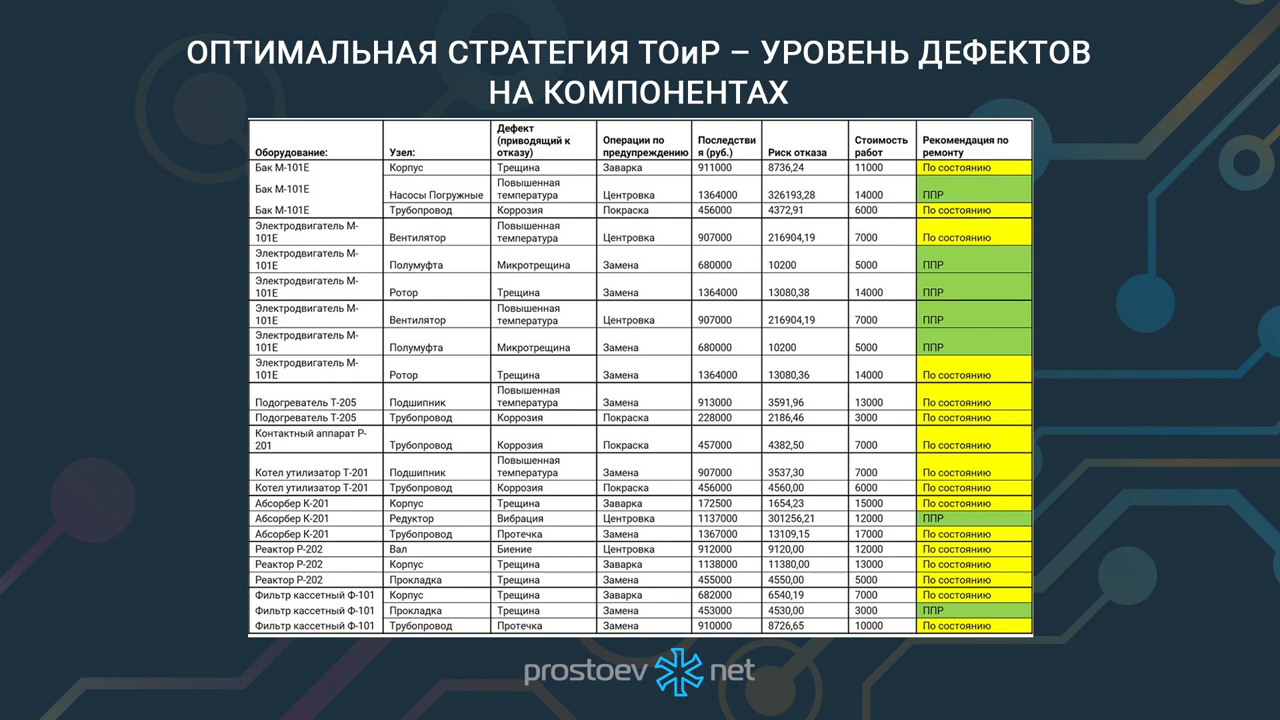 ОПТИМАЛЬНАЯ СТРАТЕГИЯ ТОиР – УРОВЕНЬ ДЕФЕКТОВ
НА КОМПОНЕНТАХ
Оборудование: Узел: Дефект (приводящий к отказу) Операции по предупреждению Последствия (руб.) Риск отказа Стоимость работ Рекомендация по ремонту
Бак М-101Е Корпус Трещина Заварка 911000 8736,24 11000 По состоянию
Бак М-101Е Насосы Погружные Повышенная температура Центровка 1364000 326193,28 14000 ППР
Бак М-101Е Трубопровод Коррозия Покраска 456000 4372,91 6000 По состоянию
Электродвигатель М-101Е Вентилятор Повышенная температура Центровка 907000 216904,19 7000 По состоянию
Электродвигатель М-101Е Полумуфта Микротрещина Замена 680000 10200 5000 ППР
Электродвигатель М-101Е Ротор Трещина Замена 1364000 13080,38 14000 ППР
Электродвигатель М-101Е Вентилятор Повышенная температура Центровка 907000 216904,19 7000 ППР
Электродвигатель М-101Е Полумуфта Микротрещина Замена 680000 10200 5000 ППР
Электродвигатель М-101Е Ротор Трещина Замена 1364000 13080,36 14000 По состоянию
Подогреватель Т-205 Подшипник Повышенная температура Замена 913000 3591,96 13000 По состоянию
Подогреватель Т-205 Трубопровод Коррозия Покраска 228000 2186,46 3000 По состоянию
Контактный аппарат Р-201 Трубопровод Коррозия Покраска 457000 4382,50 7000 По состоянию
Котел утилизатор Т-201 Подшипник Повышенная температура Замена 907000 3537,30 7000 По состоянию
Котел утилизатор Т-201 Трубопровод Коррозия Покраска 456000 4560,00 6000 По состоянию
Абсорбер К-201 Корпус Трещина Заварка 172500 1654,23 15000 По состоянию
Абсорбер К-201 Редуктор Вибрация Центровка 1137000 301256,21 12000 ППР
Абсорбер К-201 Трубопровод Протечка Замена 1367000 13109,15 17000 По состоянию
Реактор Р-202 Вал Биение Центровка 912000 9120,00 12000 По состоянию
Реактор Р-202 Корпус Трещина Заварка 1138000 11380,00 13000 По состоянию
Реактор Р-202 Прокладка Трещина Замена 455000 4550,00 5000 По состоянию
Фильтр кассетный Ф-101 Корпус Трещина Заварка 682000 6540,19 7000 По состоянию
Фильтр кассетный Ф-101 Прокладка Трещина Замена 453000 4530,00 3000 ППР
Фильтр кассетный Ф-101 Трубопровод Протечка Замена 910000 8726,65 10000 По состоянию
prostoev net